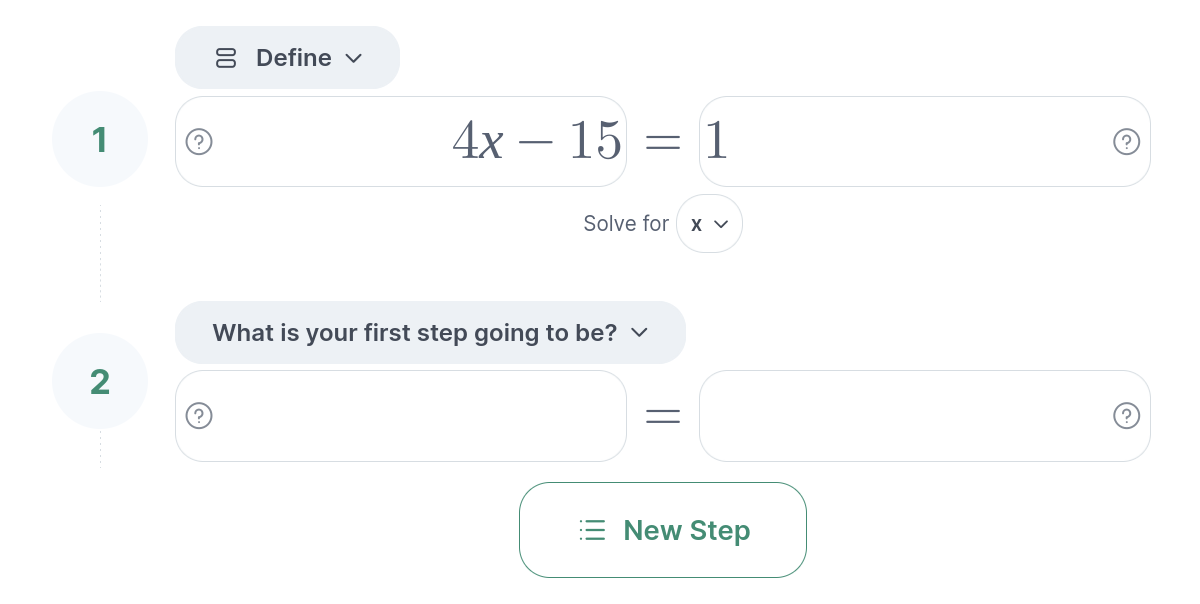 Define
1
4x − 15 = 1
Solve for x
What is your first step going to be?
2
=
New Step